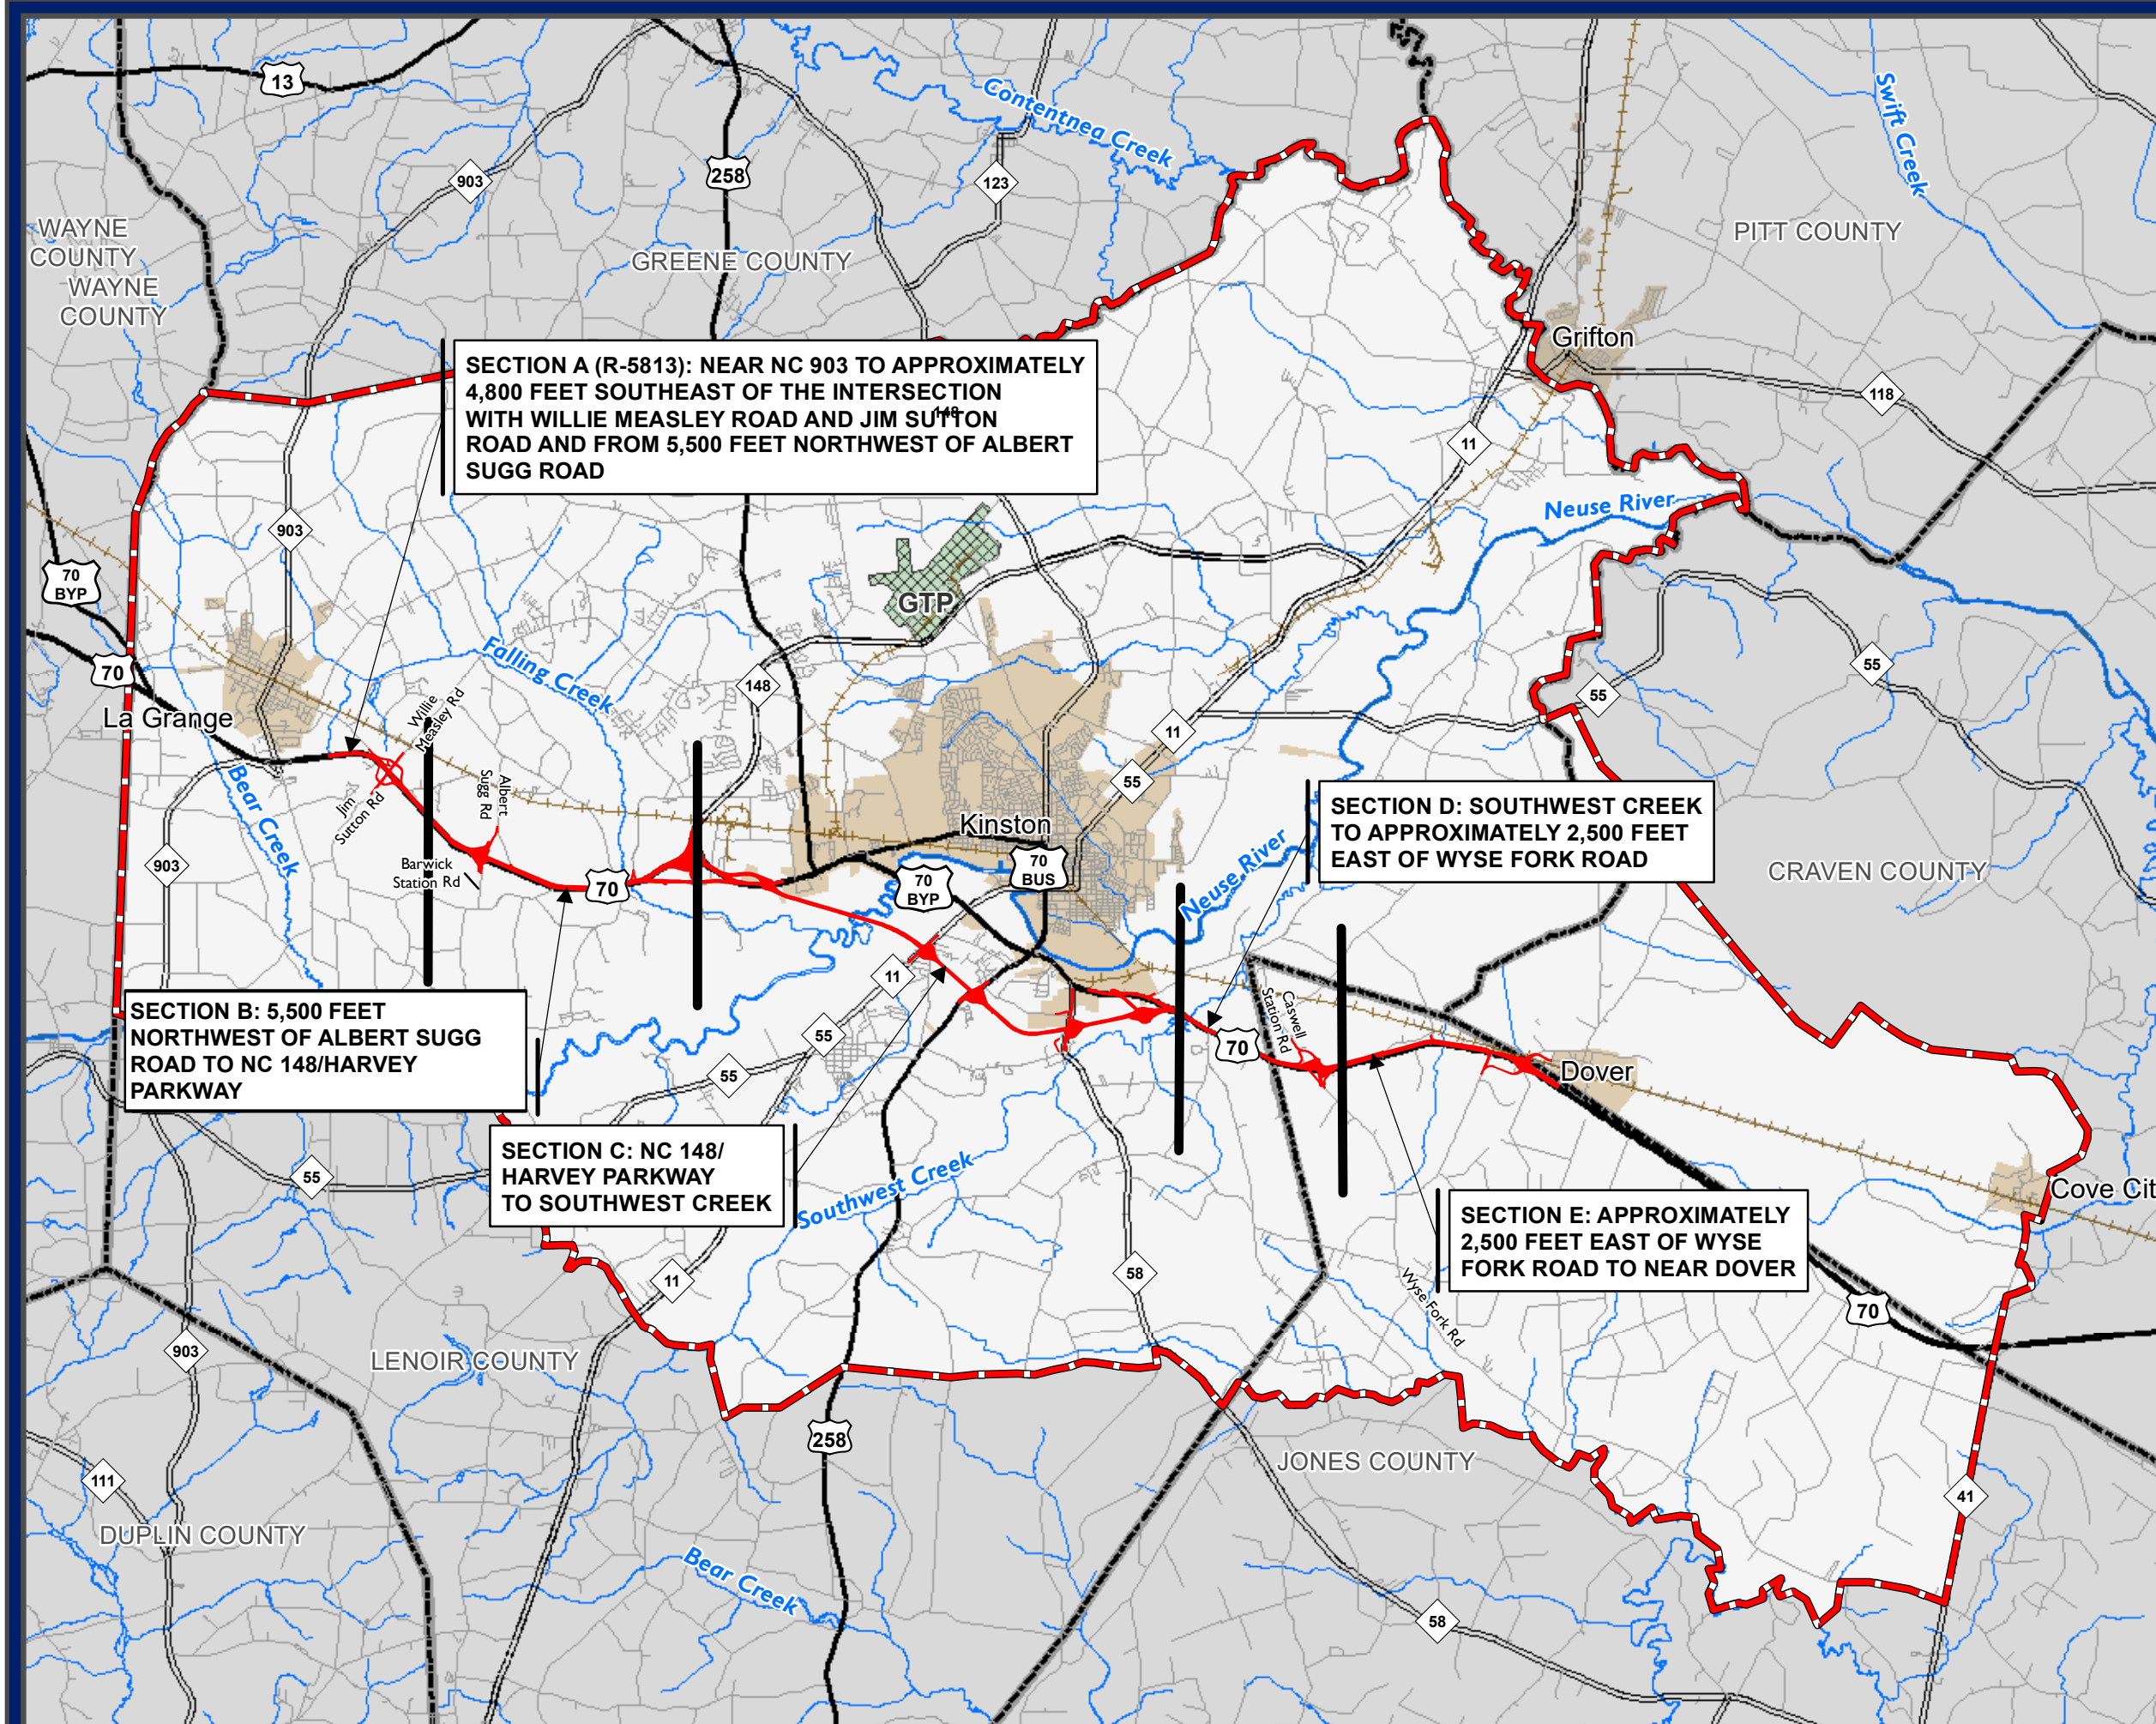 13
Contentnea Creek
Swift Creek
903
258
123
WAYNE
COUNTY
WAYNE
COUNTY
GREENE COUNTY
PITT COUNTY
Grifton
118
SECTION A (R-5813): NEAR NC 903 TO APPROXIMATELY
4,800 FEET SOUTHEAST OF THE INTERSECTION
WITH WILLIE MEASLEY ROAD AND JIM SUTTON
ROAD AND FROM 5,500 FEET NORTHWEST OF ALBERT
SUGG ROAD
148
11
Neuse River
903
70
BYP
GTP
Falling Creek
70
148
55
55
La Grange
Willie
Measley Rd
11
55
Jim
Sutton Rd
Albert
Sugg Rd
Bear Creek
Kinston
SECTION D: SOUTHWEST CREEK
TO APPROXIMATELY 2,500 FEET
EAST OF WYSE FORK ROAD
903
Barwick
Station Rd
70
70
BYP
70
BUS
Neuse River
CRAVEN COUNTY
11
SECTION B: 5,500 FEET
NORTHWEST OF ALBERT SUGG
ROAD TO NC 148/HARVEY
PARKWAY
55
55
70
Caswell
Station Rd
Dover
SECTION C: NC 148/
HARVEY PARKWAY
TO SOUTHWEST CREEK
55
Southwest Creek
Cove Cit
SECTION E: APPROXIMATELY
2,500 FEET EAST OF WYSE
FORK ROAD TO NEAR DOVER
11
58
Wyse Fork Rd
70
903
LENOIR COUNTY
258
JONES COUNTY
111
41
DUPLIN COUNTY
Bear Creek
58